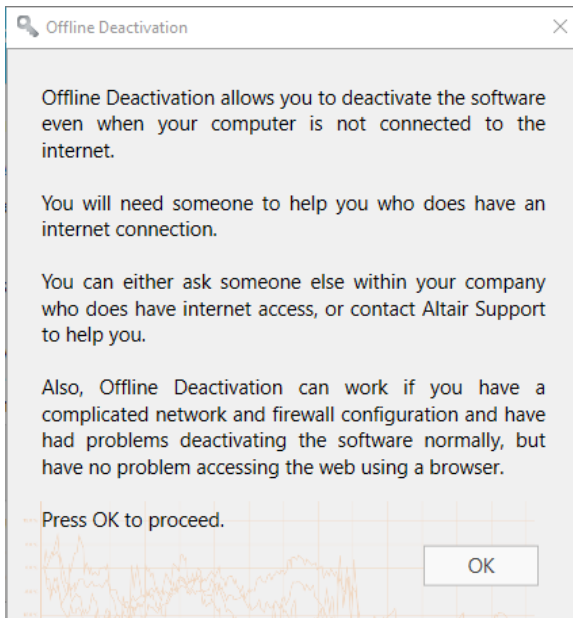 Offline Deactivation
Offline Deactivation allows you to deactivate the software
even when your computer is not connected to the
internet.
You will need someone to help you who does have an
internet connection.
You can either ask someone else within your company
who does have internet access, or contact Altair Support
to help you.
Also, Offline Deactivation can work if you have a
complicated network and firewall configuration and have
had problems deactivating the software normally, but
have no problem accessing the web using a browser.
Press OK to proceed.
OK